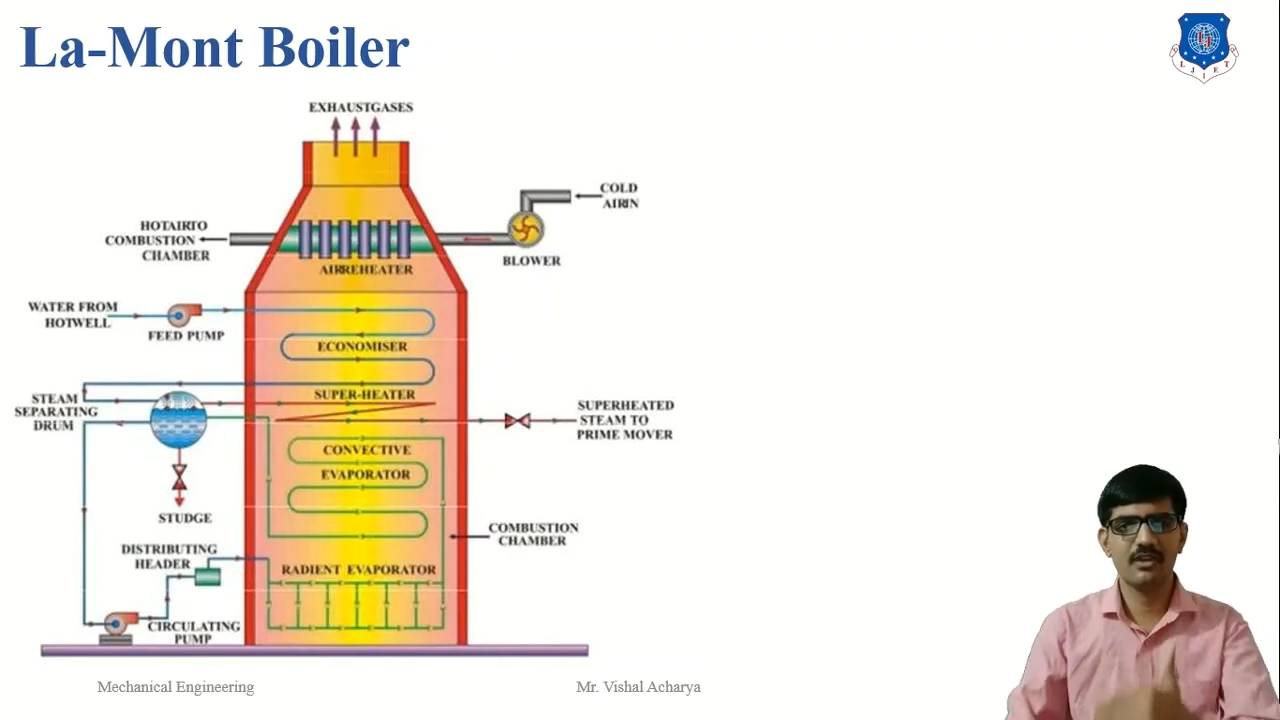 La-Mont Boiler
L J I E T
EXHAUSTGASES
COLD
AIRIN
HOTAIRTO
COMBUSTION
CHAMBER
BLOWER
AIRREHEATER
WATER FROM
HOTWELL
FEED PUMP
ECONOMISER
STEAM
SEPARATING
DRUM
SUPER-HEATER
SUPERHEATED
STEAM TO
PRIME MOVER
CONVECTIVE
EVAPORATOR
STUDGE
COMBUSTION
CHAMBER
DISTRIBUTING
HEADER
RADIENT EVAPORATOR
CIRCULATING
PUMP
Mechanical Engineering
Mr. Vishal Acharya